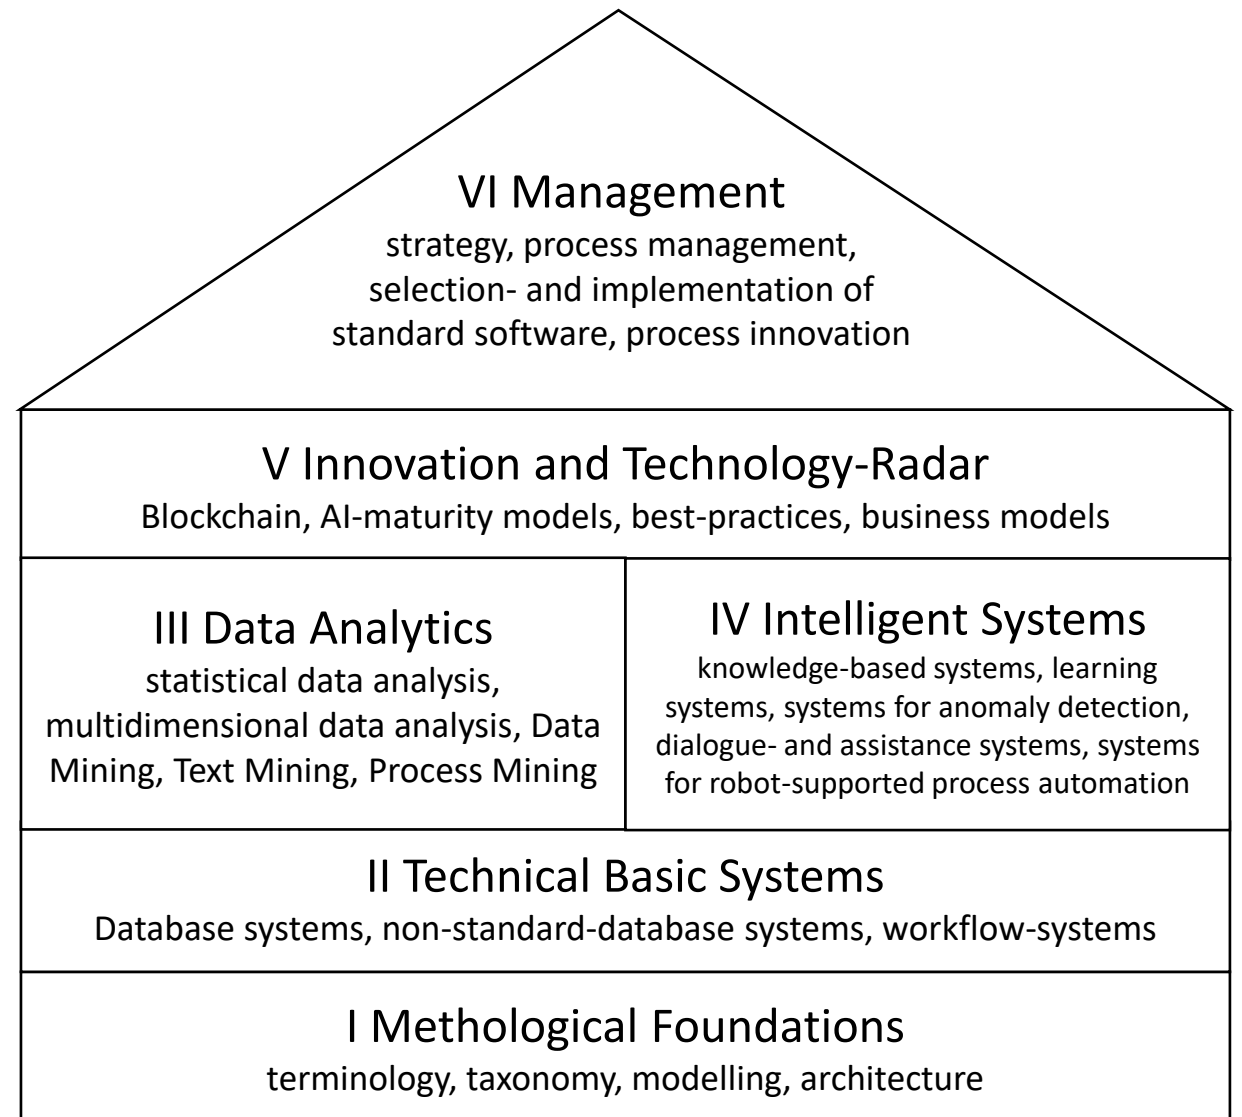 VI Management
strategy, process management,
selection- and implementation of
standard software, process innovation
V Innovation and Technology-Radar
Blockchain, AI-maturity models, best-practices, business models
III Data Analytics
statistical data analysis,
multidimensional data analysis, Data
Mining, Text Mining, Process Mining
IV Intelligent Systems
knowledge-based systems, learning
systems, systems for anomaly detection,
dialogue- and assistance systems, systems
for robot-supported process automation
II Technical Basic Systems
Database systems, non-standard-database systems, workflow-systems
I Methological Foundations
terminology, taxonomy, modelling, architecture